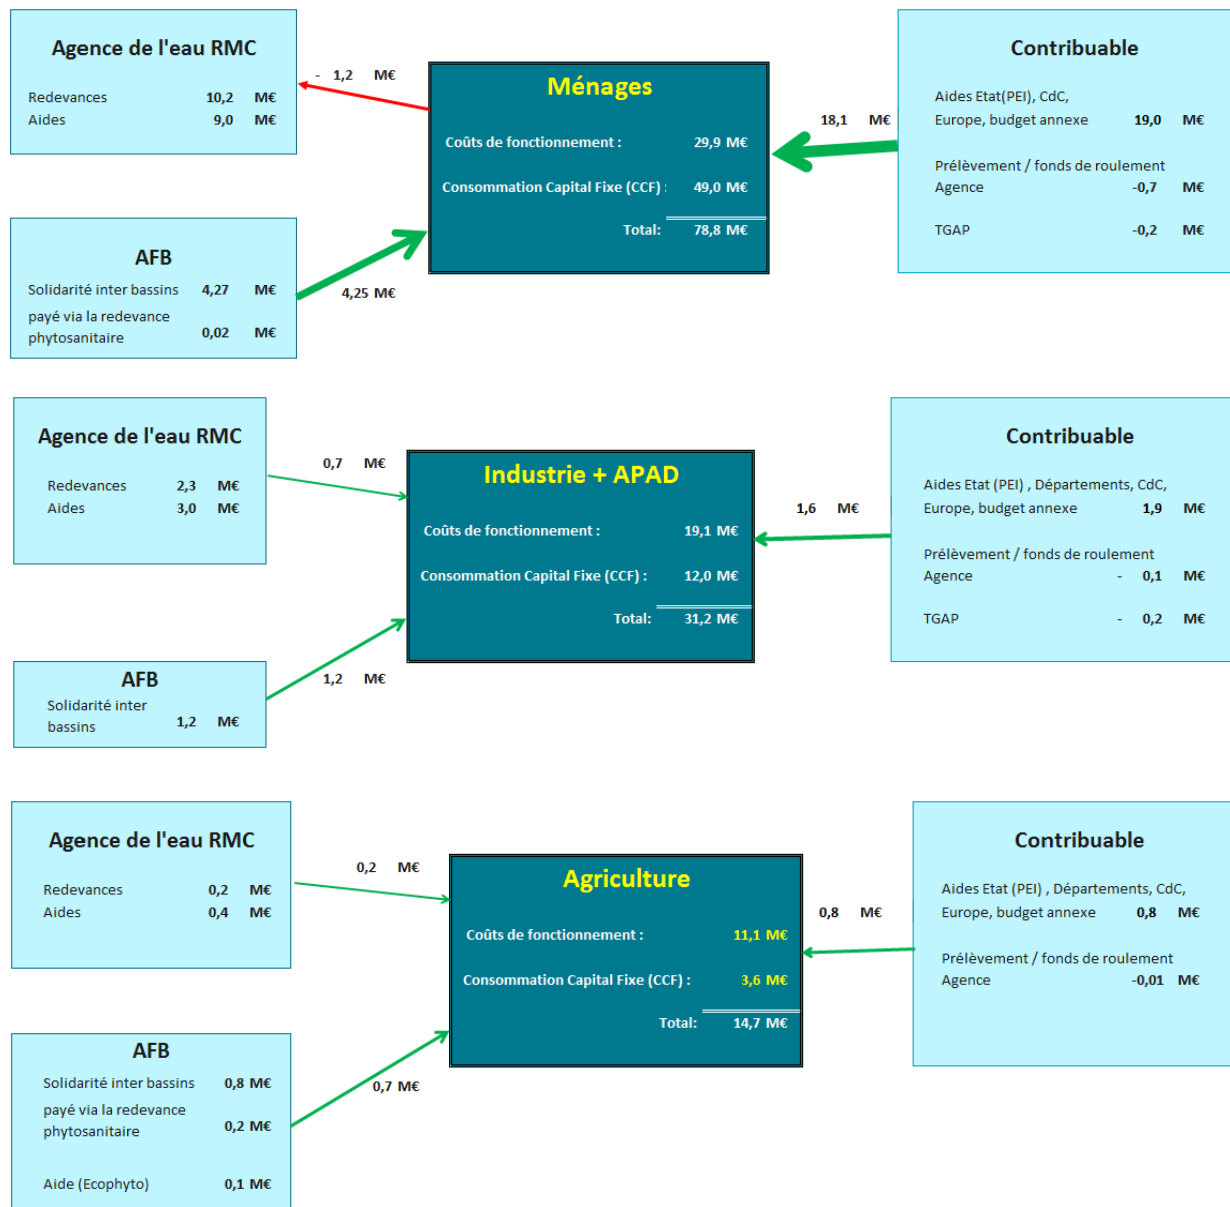 Agence de l'eau RMC
Redevances 10,2 M€
Aides 9,0 M€
- 1,2 M€
AFB
Solidarité inter bassins 4,27 M€
payé via la redevance
phytosanitaire 0,02 M€
4,25 M€
Ménages
Coûts de fonctionnement : 29,9 M€
Consommation Capital Fixe (CCF) : 49,0 M€
Total: 78,8 M€
18,1 M€
Contribuable
Aides Etat(PEI), CdC,
Europe, budget annexe 19,0 M€
Prélèvement / fonds de roulement
Agence -0,7 M€
TGAP -0,2 M€
Agence de l'eau RMC
Redevances 2,3 M€
Aides 3,0 M€
0,7 M€
AFB
Solidarité inter
bassins 1,2 M€
1,2 M€
Industrie + APAD
Coûts de fonctionnement : 19,1 M€
Consommation Capital Fixe (CCF) : 12,0 M€
Total: 31,2 M€
1,6 M€
Contribuable
Aides Etat (PEI) , Départements, CdC,
Europe, budget annexe 1,9 M€
Prélèvement / fonds de roulement
Agence - 0,1 M€
TGAP - 0,2 M€
Agence de l'eau RMC
Redevances 0,2 M€
Aides 0,4 M€
0,2 M€
AFB
Solidarité inter bassins 0,8 M€
payé via la redevance
phytosanitaire 0,2 M€
Aide (Ecophyto) 0,1 M€
0,7 M€
Agriculture
Coûts de fonctionnement : 11,1 M€
Consommation Capital Fixe (CCF) : 3,6 M€
Total: 14,7 M€
0,8 M€
Contribuable
Aides Etat (PEI) , Départements, CdC,
Europe, budget annexe 0,8 M€
Prélèvement / fonds de roulement
Agence -0,01 M€